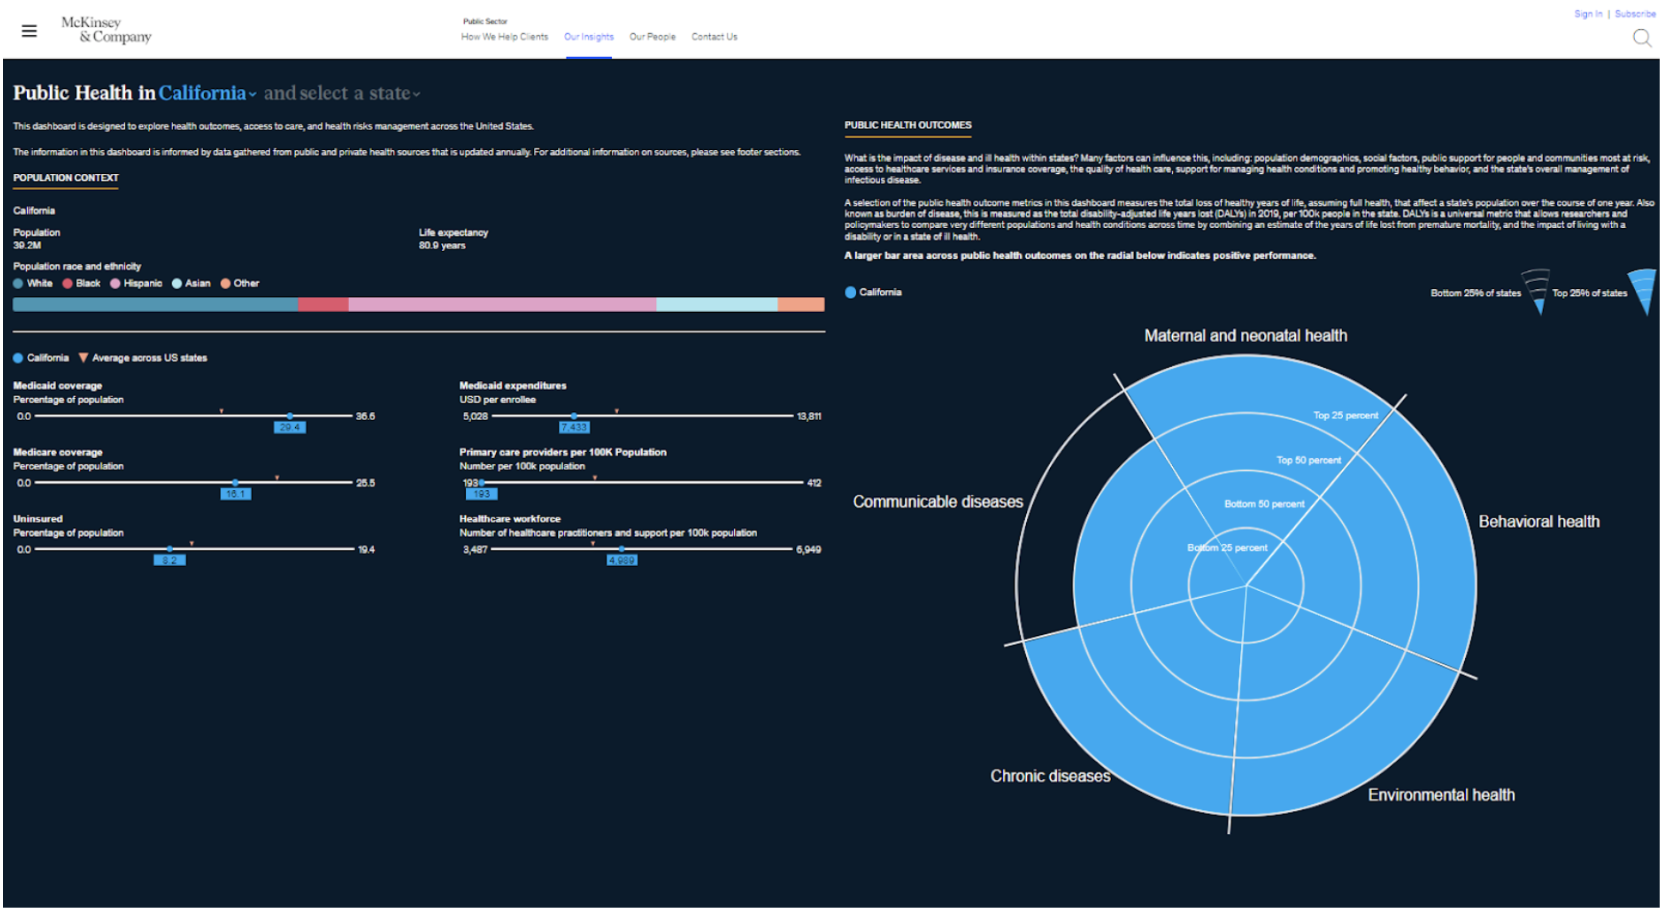 McKinsey
& Company
Public Sector
How We Help Clients
Our Insights
Our People
Contact Us
Sign In | Subscribe
Public Health in California and select a state
This dashboard is designed to explore health outcomes, access to care, and health risks management across the United States.
The information in this dashboard is informed by data gathered from public and private health sources that is updated annually. For additional information on sources, please see footer sections.
POPULATION CONTEXT
California
Population
39.2M
Life expectancy
80.9 years
Population race and ethnicity
White Black Hispanic Asian Other
California Average across US states
Medicaid coverage
Percentage of population
0.0 36.6
29.4
Medicaid expenditures
USD per enrollee
5,028 13,811
7,433
Medicare coverage
Percentage of population
0.0 25.5
16.1
Primary care providers per 100K Population
Number per 100k population
193 412
193
Uninsured
Percentage of population
0.0 19.4
8.2
Healthcare workforce
Number of healthcare practitioners and support per 100k population
3,487 6,949
4,989
PUBLIC HEALTH OUTCOMES
What is the impact of disease and ill health within states? Many factors can influence this, including: population demographics, social factors, public support for people and communities most at risk,
access to healthcare services and insurance coverage, the quality of health care, support for managing health conditions and promoting healthy behavior, and the state's overall management of
infectious disease.
A selection of the public health outcome metrics in this dashboard measures the total loss of healthy years of life, assuming full health, that affect a state's population over the course of one year. Also
known as burden of disease, this is measured as the total disability-adjusted life years lost (DALYs) in 2019, per 100k people in the state. DALYs is a universal metric that allows researchers and
policymakers to compare very different populations and health conditions across time by combining an estimate of the years of life lost from premature mortality, and the impact of living with a
disability or in a state of ill health.
A larger bar area across public health outcomes on the radial below indicates positive performance.
California
Bottom 25% of states
Top 25% of states
Maternal and neonatal health
Top 25 percent
Top 50 percent
Communicable diseases
Bottom 50 percent
Behavioral health
Bottom 25 percent
Chronic diseases
Environmental health